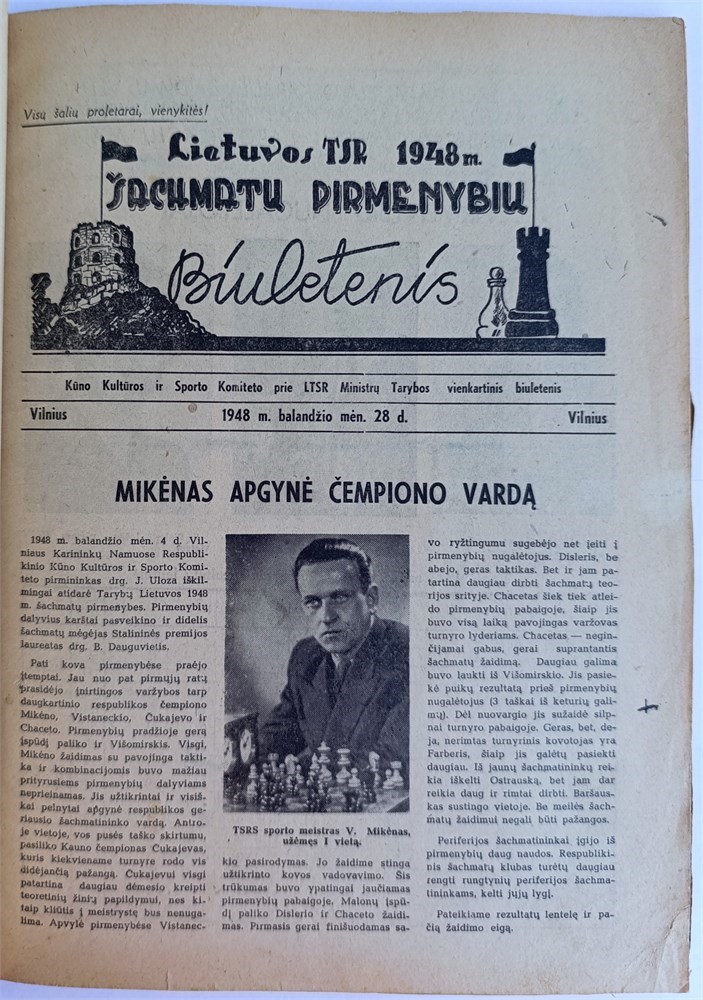 Visų šalių proletarai, vienykitės!
Lietuvos TSR 1948 m.
ŠACHMATŲ PIRMENYBIŲ
Biuletenis
Kūno Kultūros ir Sporto Komiteto prie LTSR Ministrų Tarybos vienkartinis biuletenis
Vilnius 1948 m. balandžio mėn. 28 d. Vilnius
MIKĖNAS APGYNĖ ČEMPIONO VARDĄ
1948 m. balandžio mėn. 4 d. Vil-
niaus Karininkų Namuose Respubli-
kinio Kūno Kultūros ir Sporto Komi-
teto pirmininkas drg. J. Uloza iškil-
mingai atidarė Tarybų Lietuvos 1948
m. šachmatų pirmenybes. Pirmenybių
dalyvius karštai pasveikino ir didelis
šachmatų mėgėjas Stalininės premijos
laureatas drg. B. Dauguvietis.
Pati kova pirmenybėse praėjo
įtemptai. Jau nuo pat pirmųjų ratų
prasidėjo įnirtingos varžybos tarp
daugkartinio respublikos čempiono
Mikėno, Vistaneckio, Čukajevo ir
Chaceto. Pirmenybių pradžioje gerą
įspūdį paliko ir Višomirskis. Visgi,
Mikėno žaidimas su pavojinga takti-
ka ir kombinacijomis buvo mažiau
prityrusiems pirmenybių dalyviams
neprieinamas. Jis užtikrintai ir visiš-
kai pelnytai apgynė respublikos ge-
riausio šachmatininko vardą. Antro-
je vietoje, vos pusės taško skirtumu,
pasiliko Kauno čempionas Čukajevas,
kuris kiekviename turnyre rodo vis
didėjančią pažangą. Čukajevui visgi
patartina daugiau dėmesio kreipti
teoretinių žinių papildymui, nes ki-
taip kliūtis į meistrystę bus nenuga-
lima. Apvylė pirmenybėse Vistanec-
TSRS sporto meistras V. Mikėnas,
užėmęs I vietą.
kio pasirodymas. Jo žaidime stinga
užtikrinto kovos vadovavimo. Šis
trūkumas buvo ypatingai jaučiamas
pirmenybių pabaigoje. Malonų įspū-
dį paliko Dislerio ir Chaceto žaidi-
mas. Pirmasis gerai finišuodamas sa-
vo ryžtingumu sugebėjo net įeiti į
pirmenybių nugalėtojus. Disleris, be
abejo, geras taktikas. Bet ir jam pa-
tartina daugiau dirbti šachmatų teo-
rijos srityje. Chacetas šiek tiek atlei-
do pirmenybių pabaigoje, šiaip jis
buvo visą laiką pavojingas varžovas
turnyro lyderiams. Chacetas — negin-
čijamai gabus, gerai suprantantis
šachmatų žaidimą. Daugiau galima
buvo laukti iš Višomirskio. Jis pasie-
kė puikų rezultatą prieš pirmenybių
nugalėtojus (3 taškai iš keturių gali-
mų). Dėl nuovargio jis sužaidė silp-
nai turnyro pabaigoje. Geras, bet, de-
ja, nerimtas turnyrinis kovotojas yra
Farberis, šiaip jis galėtų pasiekti
daugiau. Iš jaunų šachmatininkų rei-
kia iškelti Ostrauską, bet jam dar
reikia daug ir rimtai dirbti. Baršaus-
kas sustingo vietoje. Be meilės šach-
matų žaidimui negali būti pažangos.
Periferijos šachmatininkai įgijo iš
pirmenybių daug naudos. Respubliki-
nis šachmatų klubas turėtų daugiau
rengti rungtynių periferijos šachma-
tininkams, kelti jųjų lygį.
Pateikiame rezultatų lentelę ir pa-
čią žaidimo eigą.